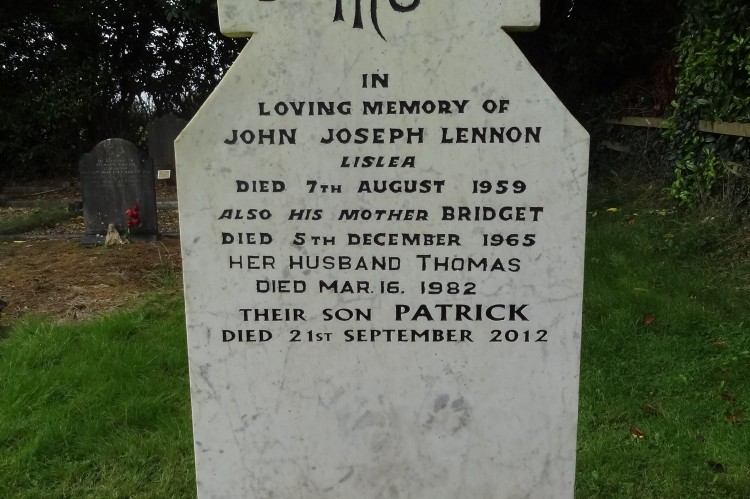 IN
LOVING MEMORY OF
JOHN JOSEPH LENNON
LISLEA
DIED 7TH AUGUST 1959
ALSO HIS MOTHER BRIDGET
DIED 5TH DECEMBER 1965
HER HUSBAND THOMAS
DIED MAR. 16. 1982
THEIR SON PATRICK
DIED 21ST SEPTEMBER 2012